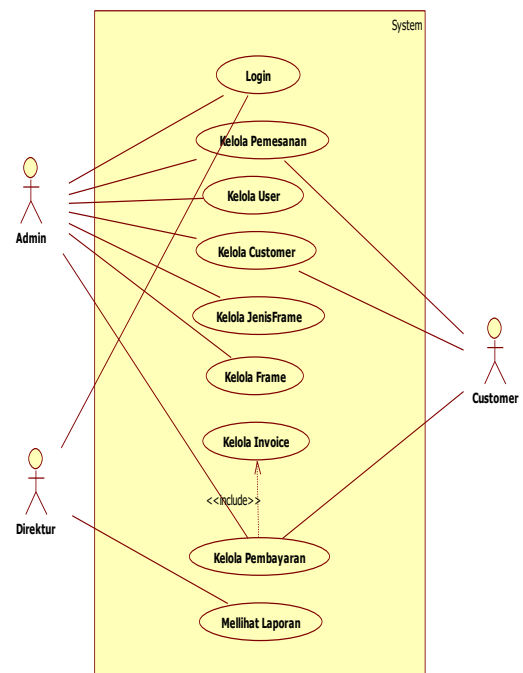 System
Login
Kelola Pemesanan
Kelola User
Admin
Kelola Customer
Kelola JenisFrame
Kelola Frame
Customer
Kelola Invoice
<<include>>
Direktur
Kelola Pembayaran
Mellihat Laporan